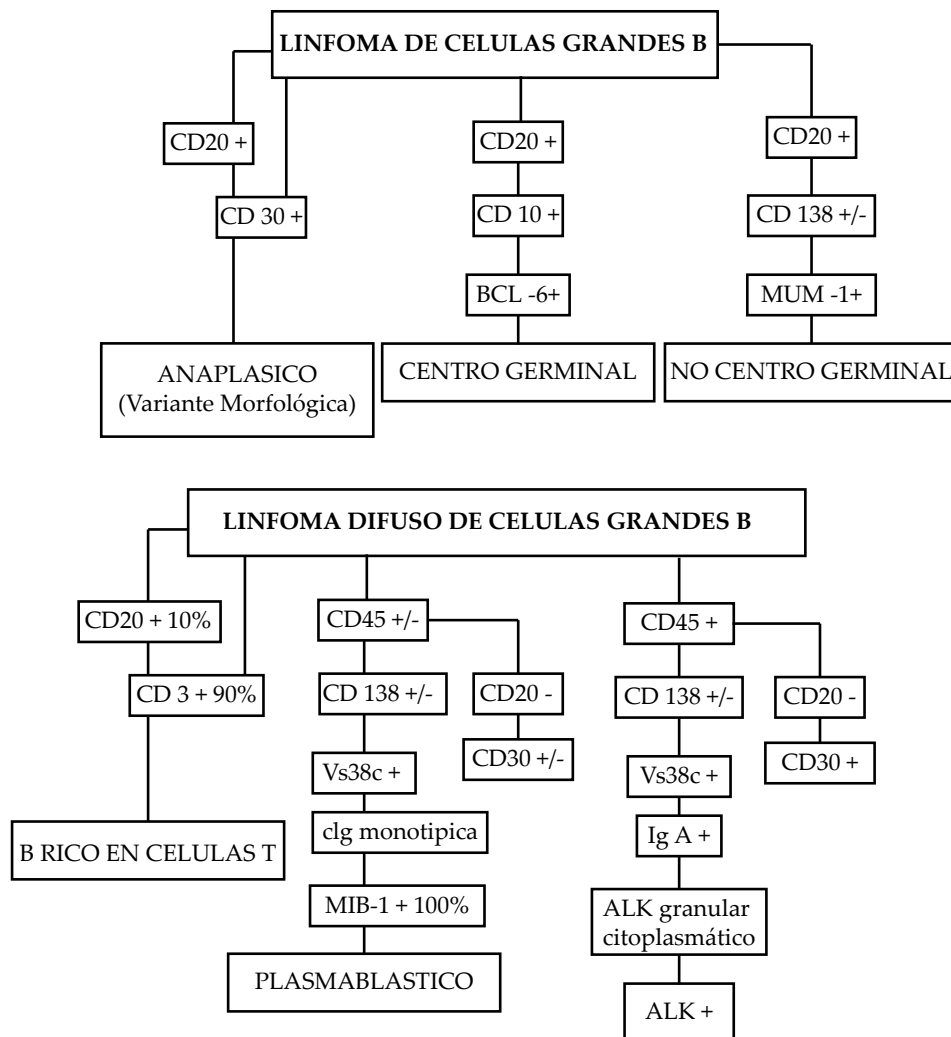 LINFOMA DE CELULAS GRANDES B
CD20 +
CD20 +
CD20 +
CD 30 +
CD 10 +
CD 138 +/-
BCL -6+
MUM -1+
ANAPLASICO
(Variante Morfológica)
CENTRO GERMINAL
NO CENTRO GERMINAL
LINFOMA DIFUSO DE CELULAS GRANDES B
CD20 + 10%
CD45 +/-
CD45 +
CD 3 + 90%
CD 138 +/-
CD20 -
CD 138 +/-
CD20 -
Vs38c +
CD30 +/-
Vs38c +
CD30 +
B RICO EN CELULAS T
clg monotipica
Ig A +
MIB-1 + 100%
ALK granular
citoplasmático
PLASMABLASTICO
ALK +